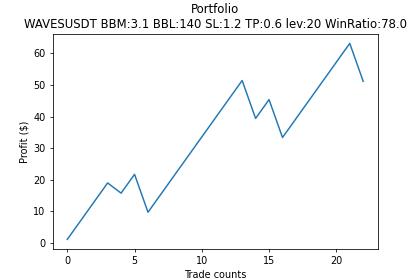 Portfolio
WAVESUSDT BBM:3.1 BBL:140 SL:1.2 TP:0.6 lev:20 WinRatio:78.0
Profit ($)
60
50
40
30
20
10
0
0 5 10 15 20
Trade counts